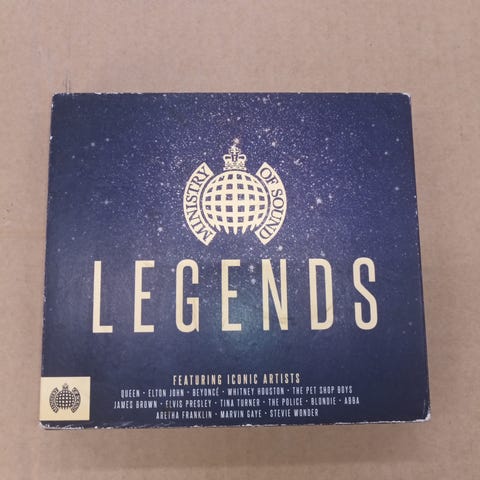 MINISTRY OF SOUND
LEGENDS
FEATURING ICONIC ARTISTS
QUEEN · ELTON JOHN · BEYONCÉ · WHITNEY HOUSTON · THE PET SHOP BOYS
JAMES BROWN · ELVIS PRESLEY · TINA TURNER · THE POLICE · BLONDIE · ABBA
ARETHA FRANKLIN · MARVIN GAYE · STEVIE WONDER